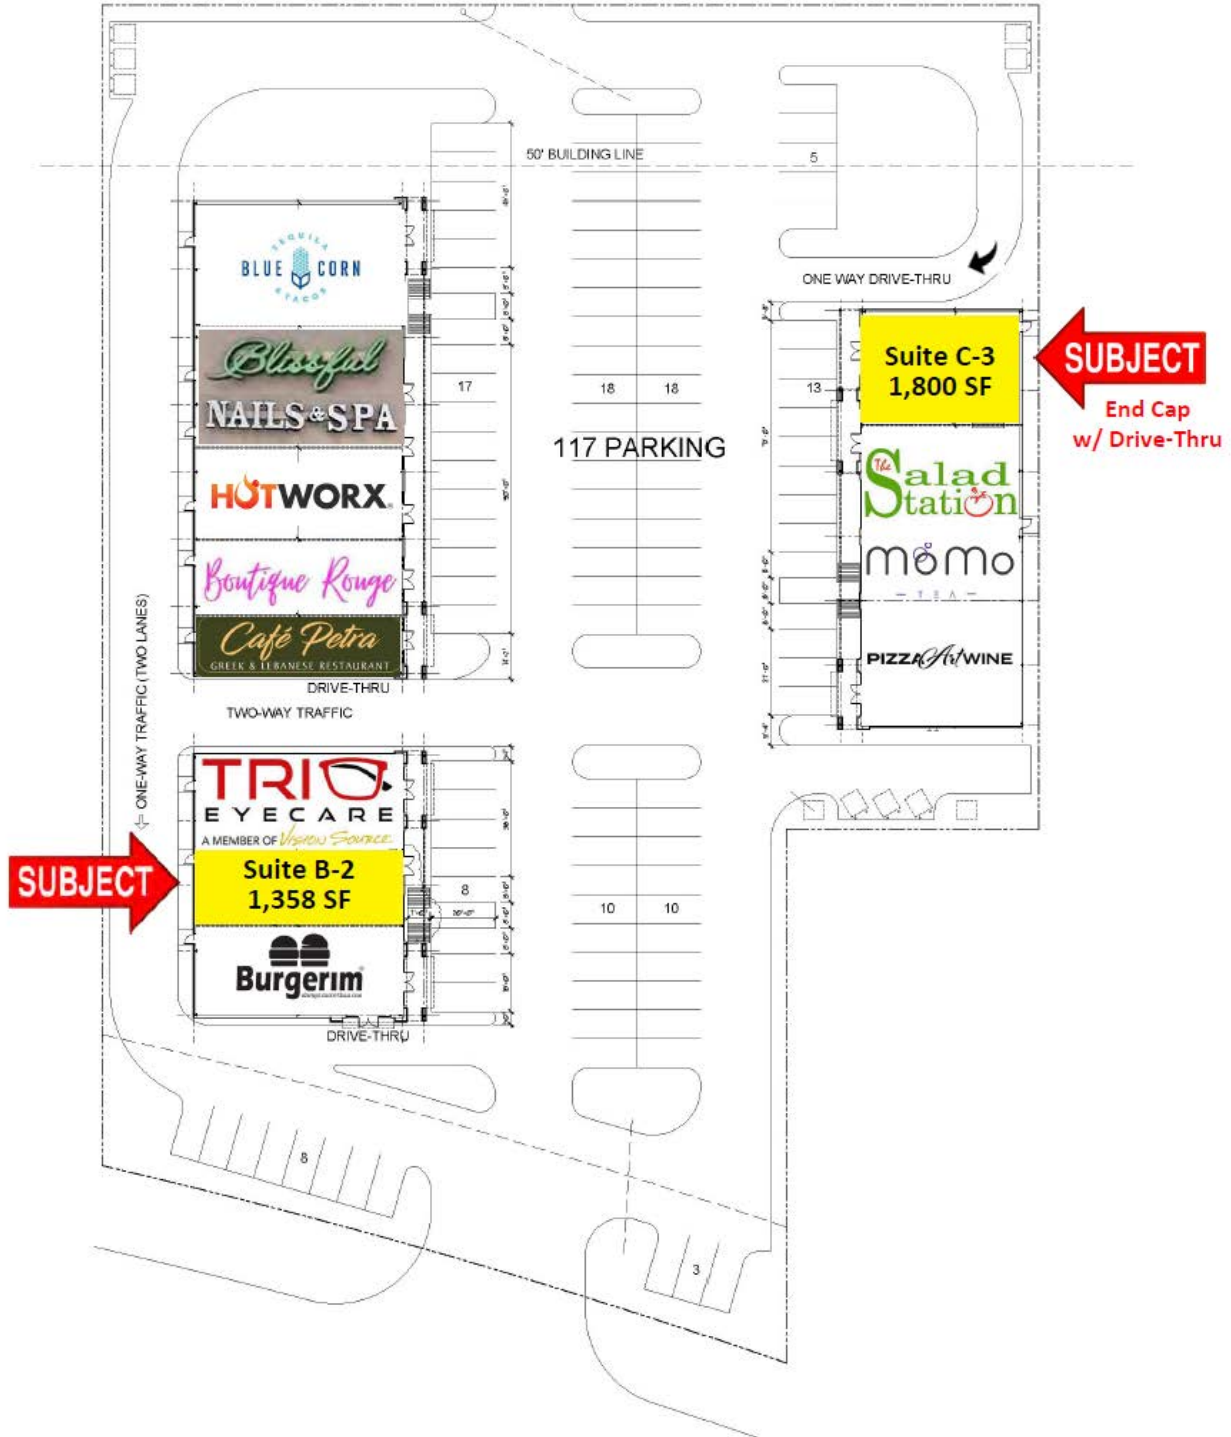 50' BUILDING LINE
5
TEQUILA
BLUE CORN
& TACOS
ONE WAY DRIVE-THRU
Blissful
NAILS & SPA
17
18
18
13
Suite C-3
1,800 SF
SUBJECT
End Cap
w/ Drive-Thru
117 PARKING
HOTWORX
The
Salad
Station
Boutique Rouge
MoMo
TEA
Café Petra
GREEK & LEBANESE RESTAURANT
PIZZA Art WINE
DRIVE-THRU
TWO-WAY TRAFFIC
ONE-WAY TRAFFIC (TWO LANES)
TRIO
EYECARE
A MEMBER OF VISION SOURCE
SUBJECT
Suite B-2
1,358 SF
8
10
10
Burgerim
DRIVE-THRU
8
3